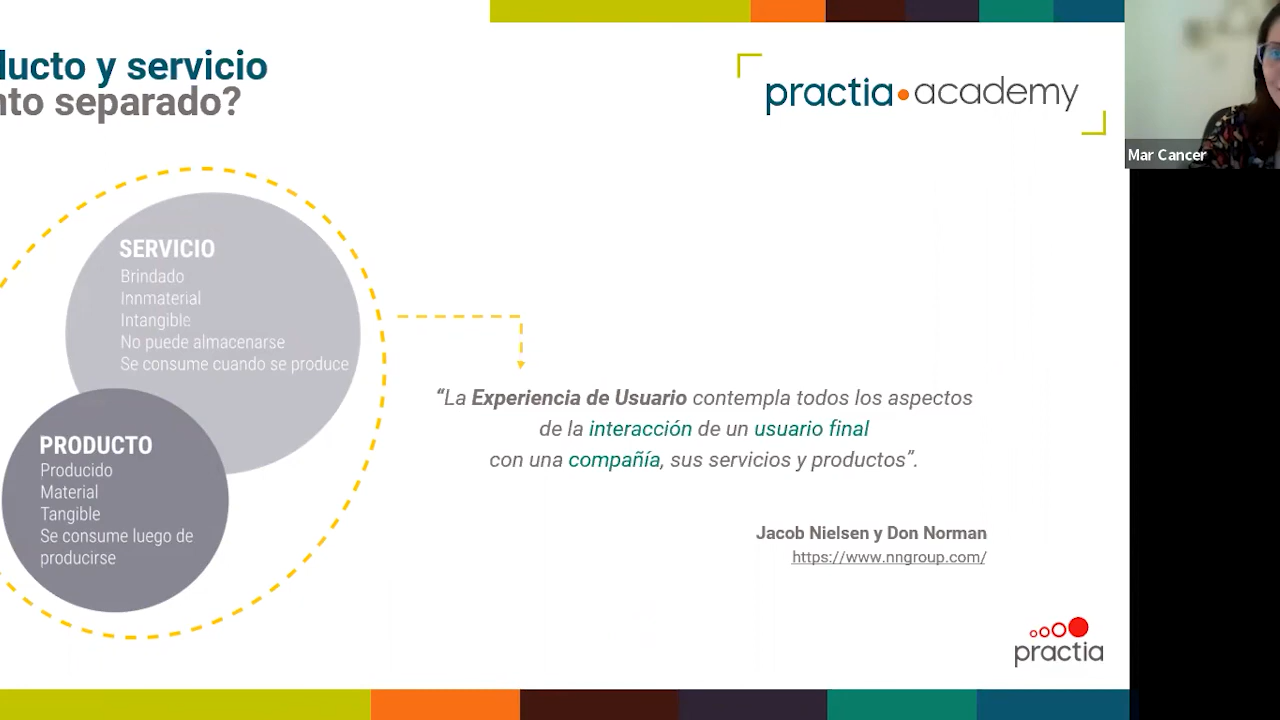 ducto y servicio
nto separado?
practia academy
Mar Cancer
SERVICIO
Brindado
Innmaterial
Intangible
No puede almacenarse
Se consume cuando se produce
PRODUCTO
Producido
Material
Tangible
Se consume luego de
producirse
“La Experiencia de Usuario contempla todos los aspectos
de la interacción de un usuario final
con una compañía, sus servicios y productos”.
Jacob Nielsen y Don Norman
https://www.nngroup.com/
practia